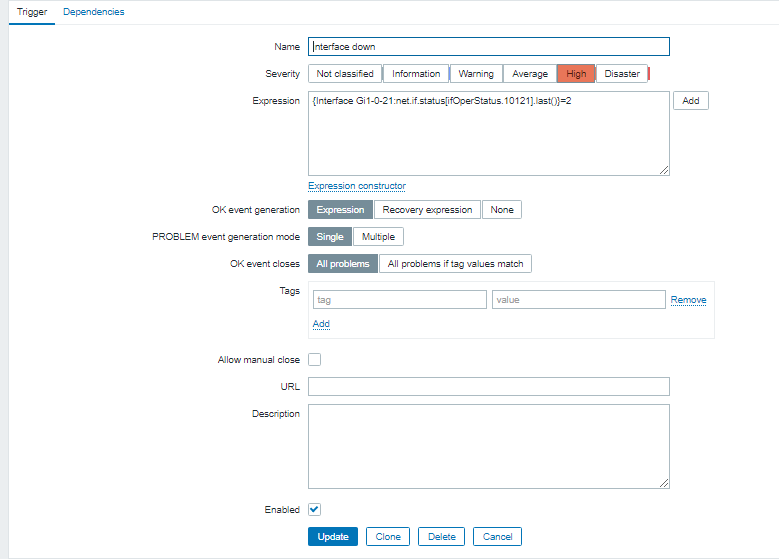 Trigger Dependencies
Name Interface down
Severity Not classified Information Warning Average High Disaster
Expression {Interface Gi1-0-21:net.if.status[ifOperStatus.10121].last()}=2 Add
Expression constructor
OK event generation Expression Recovery expression None
PROBLEM event generation mode Single Multiple
OK event closes All problems All problems if tag values match
Tags tag value Remove
Add
Allow manual close
URL
Description
Enabled
Update Clone Delete Cancel